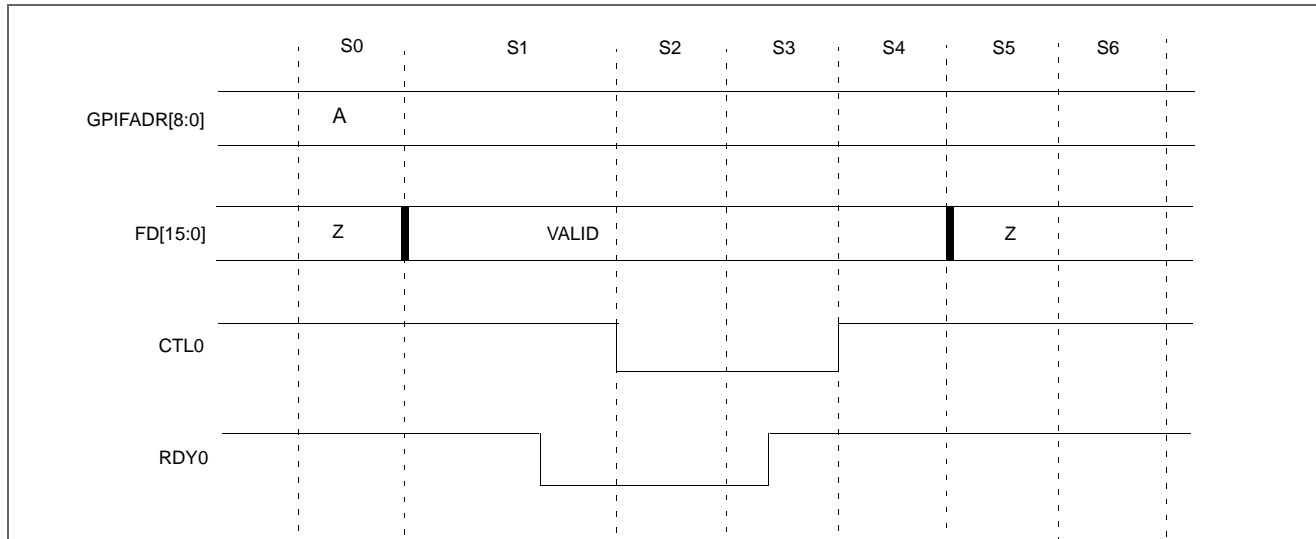 S0 S1 S2 S3 S4 S5 S6
GPIFADR[8:0] A
FD[15:0] Z VALID Z
CTL0
RDY0